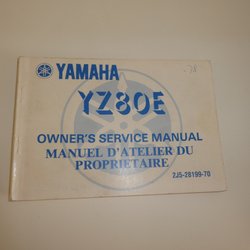 YAMAHA
YZ80E
OWNER'S SERVICE MANUAL
MANUEL D'ATELIER DU
PROPRIETAIRE
2J5-28199-70